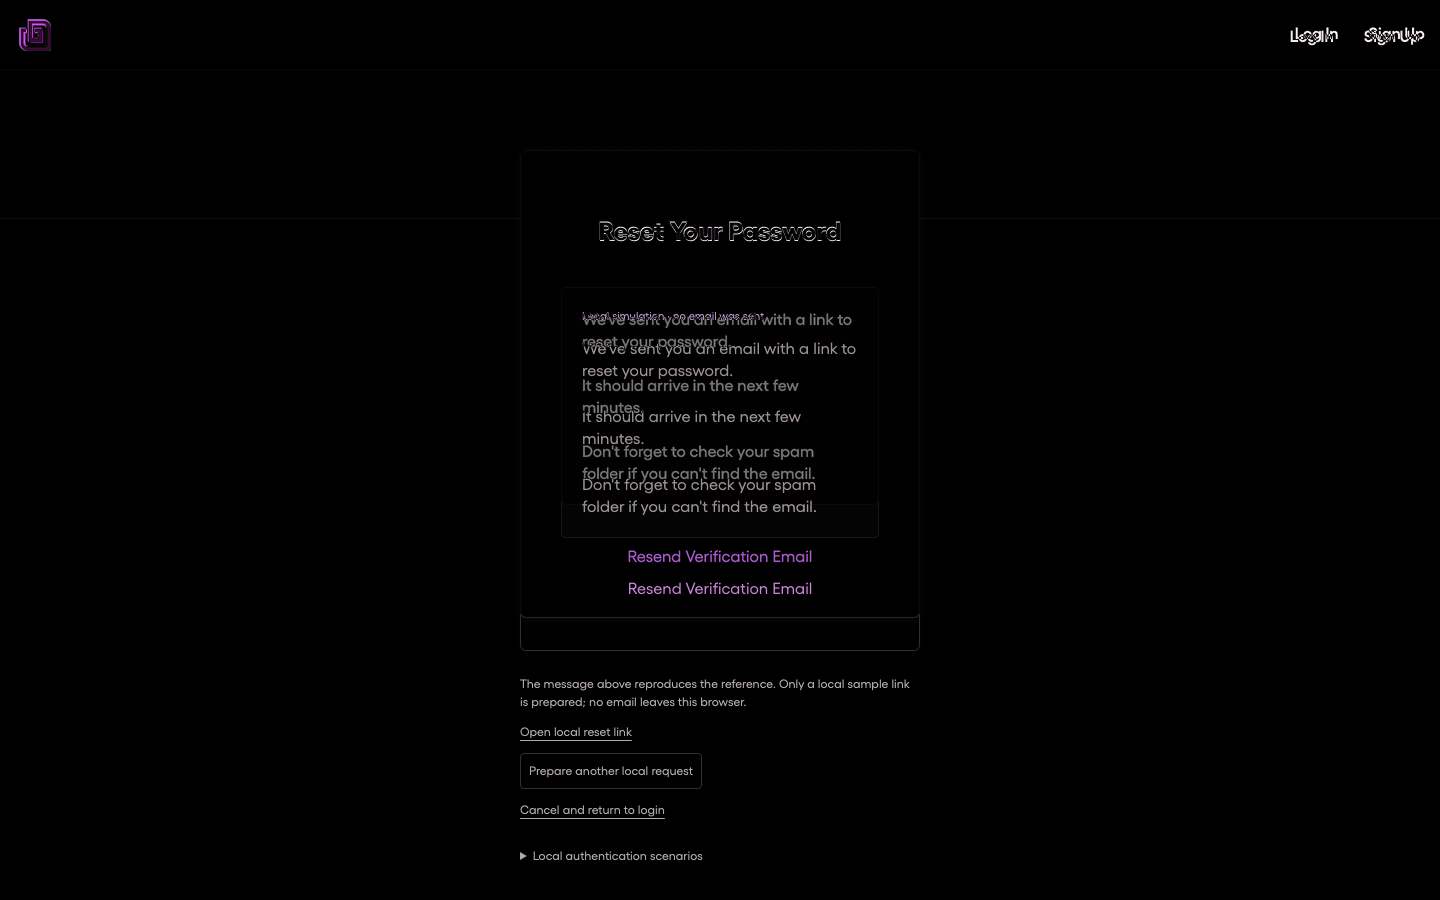 Log In
Sign Up
Reset Your Password
Local simulation · no email was sent
We've sent you an email with a link to
reset your password.
We've sent you an email with a link to
reset your password.
It should arrive in the next few
minutes.
It should arrive in the next few
minutes.
Don't forget to check your spam
folder if you can't find the email.
Don't forget to check your spam
folder if you can't find the email.
Resend Verification Email
Resend Verification Email
The message above reproduces the reference. Only a local sample link
is prepared; no email leaves this browser.
Open local reset link
Prepare another local request
Cancel and return to login
Local authentication scenarios